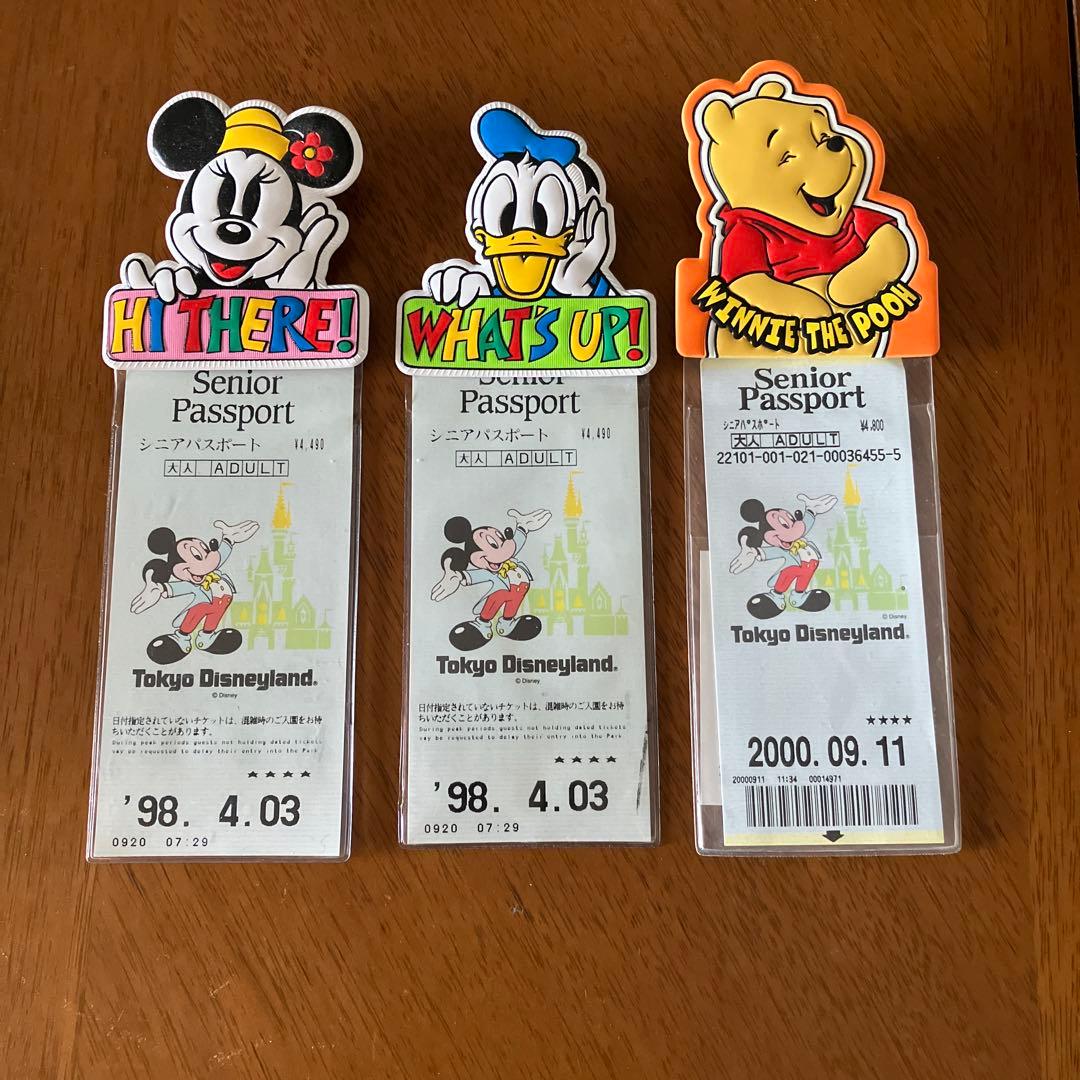 HI THERE!
Senior
Passport
シニアパスポート ¥4,490
大人 ADULT
Tokyo Disneyland®
© Disney
日付指定されていないチケットは、混雑時のご入園をお待
ちいただくことがあります。
During peak periods guests not holding dated tickets
may be requested to delay their entry into the Park
★★★★
'98. 4.03
0920 07:29
WHAT'S UP!
Senior
Passport
シニアパスポート ¥4,490
大人 ADULT
Tokyo Disneyland®
© Disney
日付指定されていないチケットは、混雑時のご入園をお待
ちいただくことがあります。
During peak periods guests not holding dated tickets
may be requested to delay their entry into the Park
★★★★
'98. 4.03
0920 07:29
WINNIE THE POOH
Senior
Passport
シニアパスポート ¥4,800
大人 ADULT
22101-001-021-00036455-5
© Disney
Tokyo Disneyland®
★★★★
2000.09.11
20000911 11:34 00014971